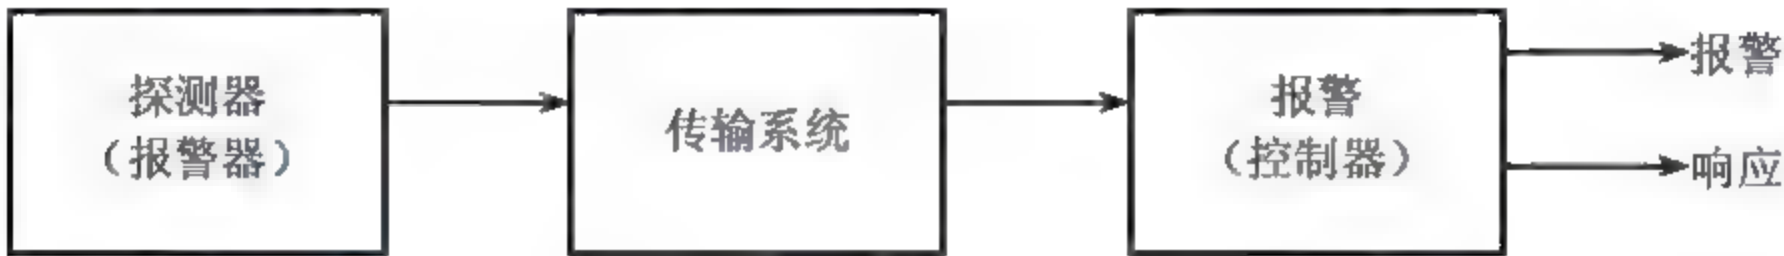 探测器
（报警器）
传输系统
报警
（控制器）
报警
响应